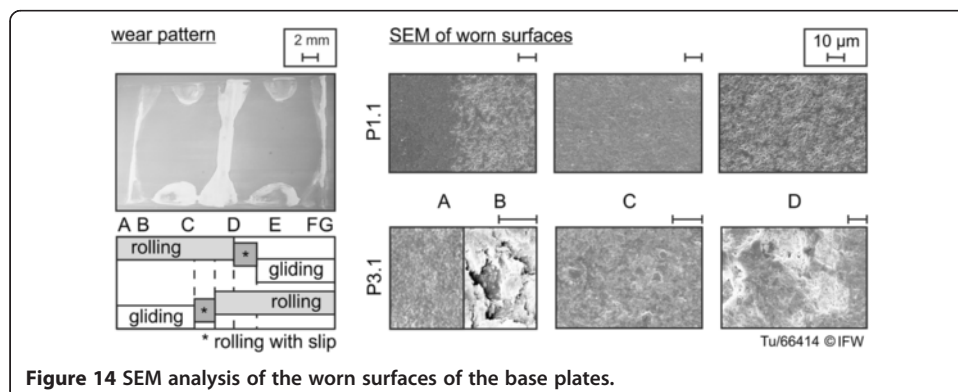 wear pattern
2 mm
SEM of worn surfaces
10 µm
P1.1
A B C D E F G
A B C D
rolling
*
gliding
*
rolling
gliding
* rolling with slip
P3.1
Tu/66414 © IFW
Figure 14 SEM analysis of the worn surfaces of the base plates.